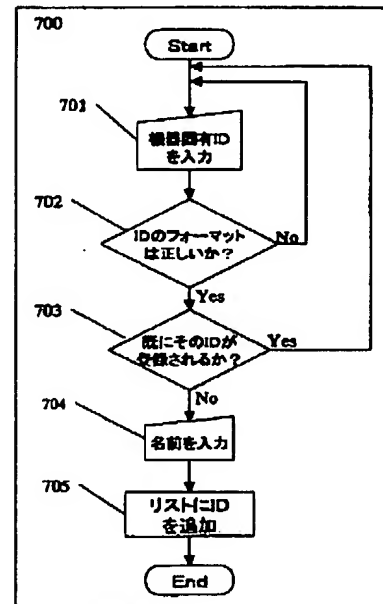 700
Start
701
機器固有ID
を入力
702
IDのフォーマット
は正しいか？
No
Yes
703
既にそのIDが
登録されるか？
Yes
No
704
名前を入力
705
リストにID
を追加
End